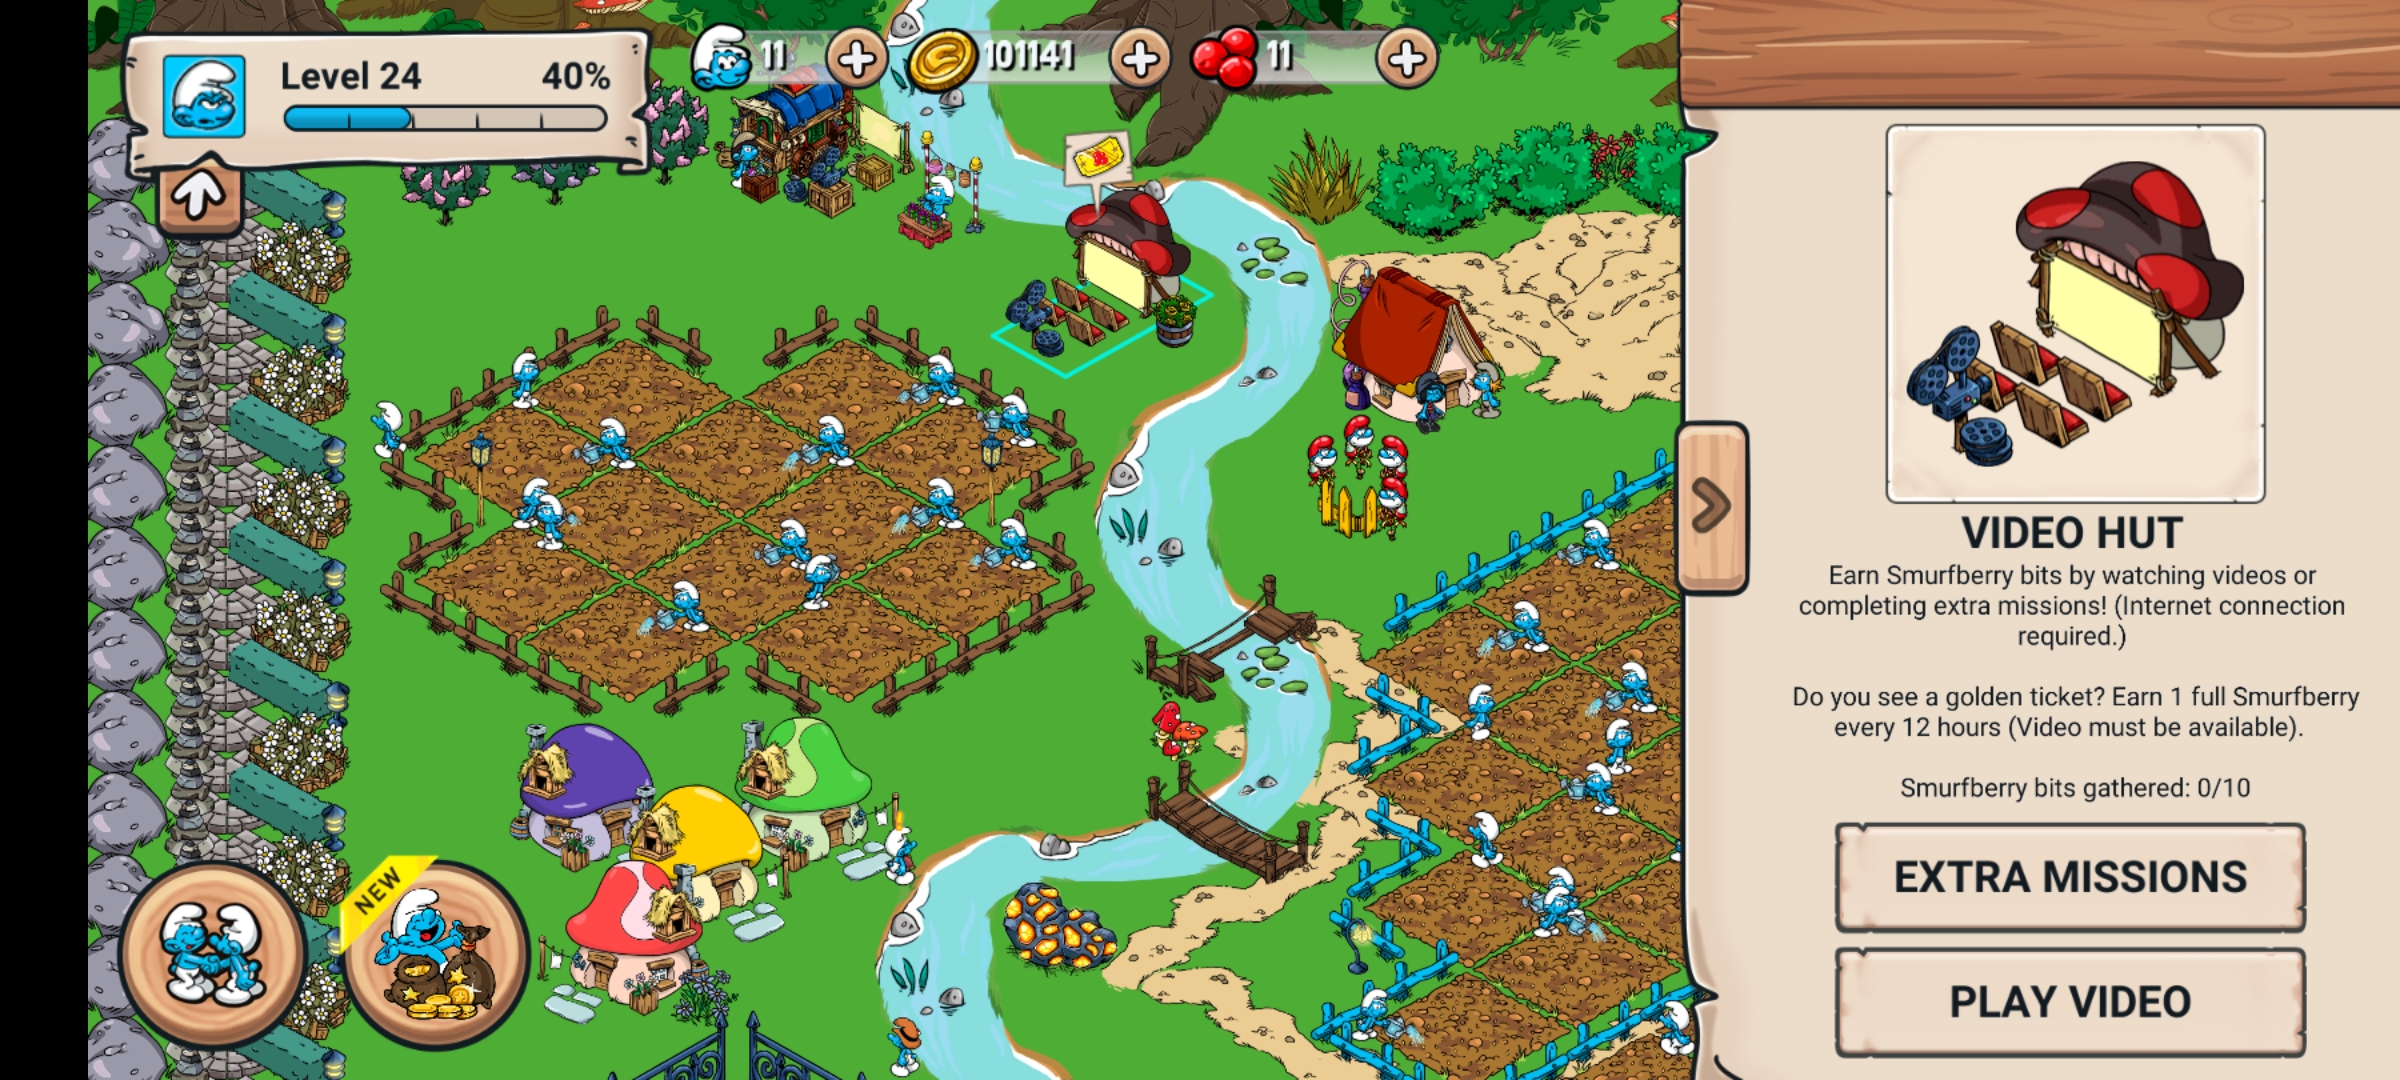 Level 24 40%
11
101141
11
NEW
VIDEO HUT
Earn Smurfberry bits by watching videos or
completing extra missions! (Internet connection
required.)
Do you see a golden ticket? Earn 1 full Smurfberry
every 12 hours (Video must be available).
Smurfberry bits gathered: 0/10
EXTRA MISSIONS
PLAY VIDEO